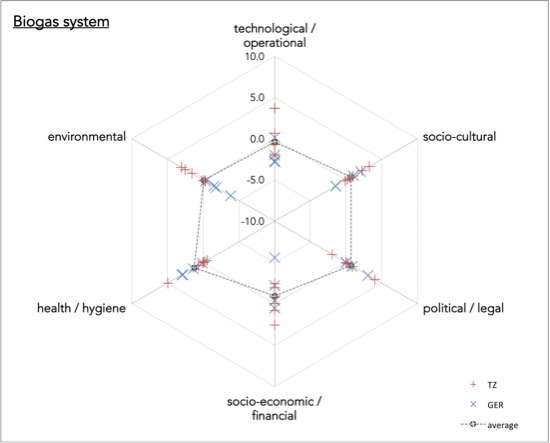 Biogas system
technological /
operational
10.0
5.0
environmental
0.0
socio-cultural
-5.0
-10.0
health / hygiene
political / legal
socio-economic /
financial
TZ
GER
average